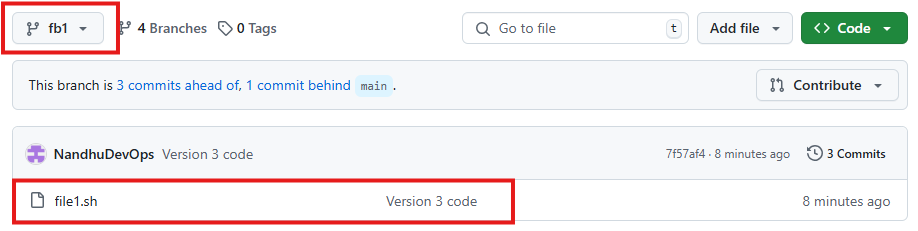 fb1 4 Branches 0 Tags Go to file t Add file Code
This branch is 3 commits ahead of, 1 commit behind main .
NandhuDevOps Version 3 code 7f57af4 · 8 minutes ago 3 Commits
file1.sh Version 3 code 8 minutes ago
Contribute